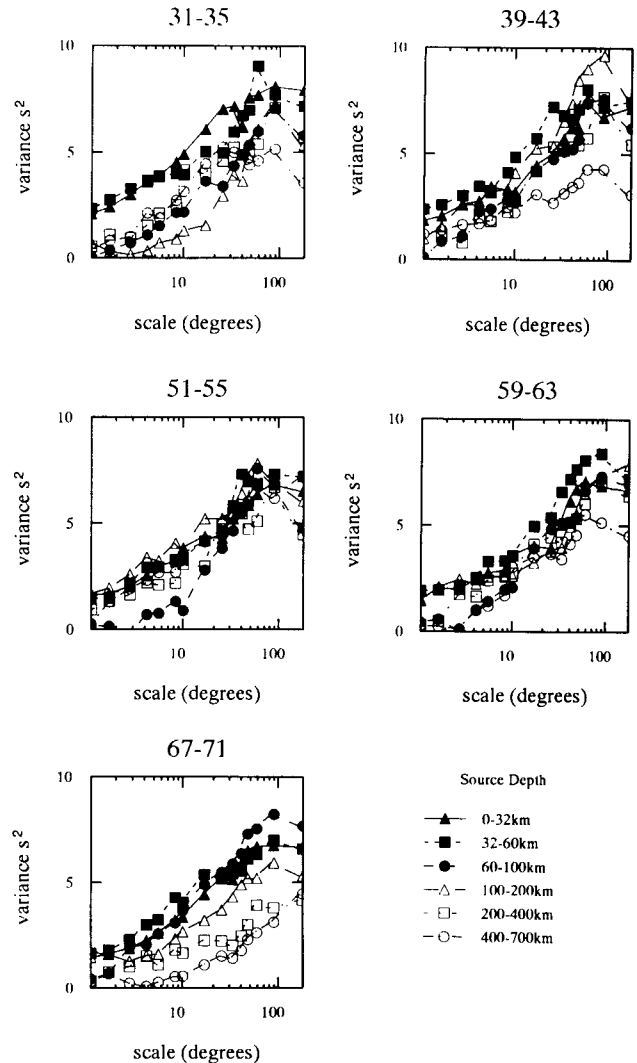 31-35
39-43
10
5
0
variance s²
10
100
scale (degrees)
10
5
0
variance s²
10
100
scale (degrees)
51-55
59-63
10
5
0
variance s²
10
100
scale (degrees)
10
5
0
variance s²
10
100
scale (degrees)
67-71
10
5
0
variance s²
10
100
scale (degrees)
Source Depth
0-32km
32-60km
60-100km
100-200km
200-400km
400-700km